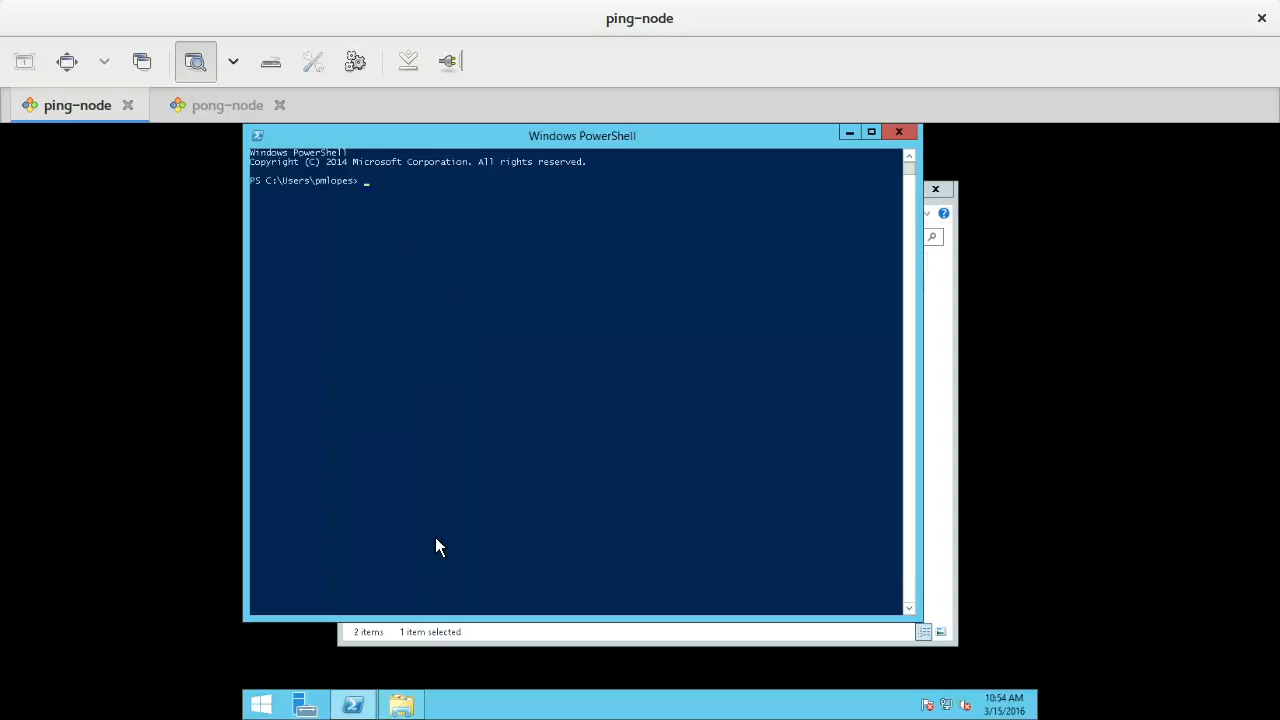 ping-node
ping-node
pong-node
Windows PowerShell
Windows PowerShell
Copyright (C) 2014 Microsoft Corporation. All rights reserved.
PS C:\Users\pmlopes> _
2 items 1 item selected
10:54 AM
3/15/2016